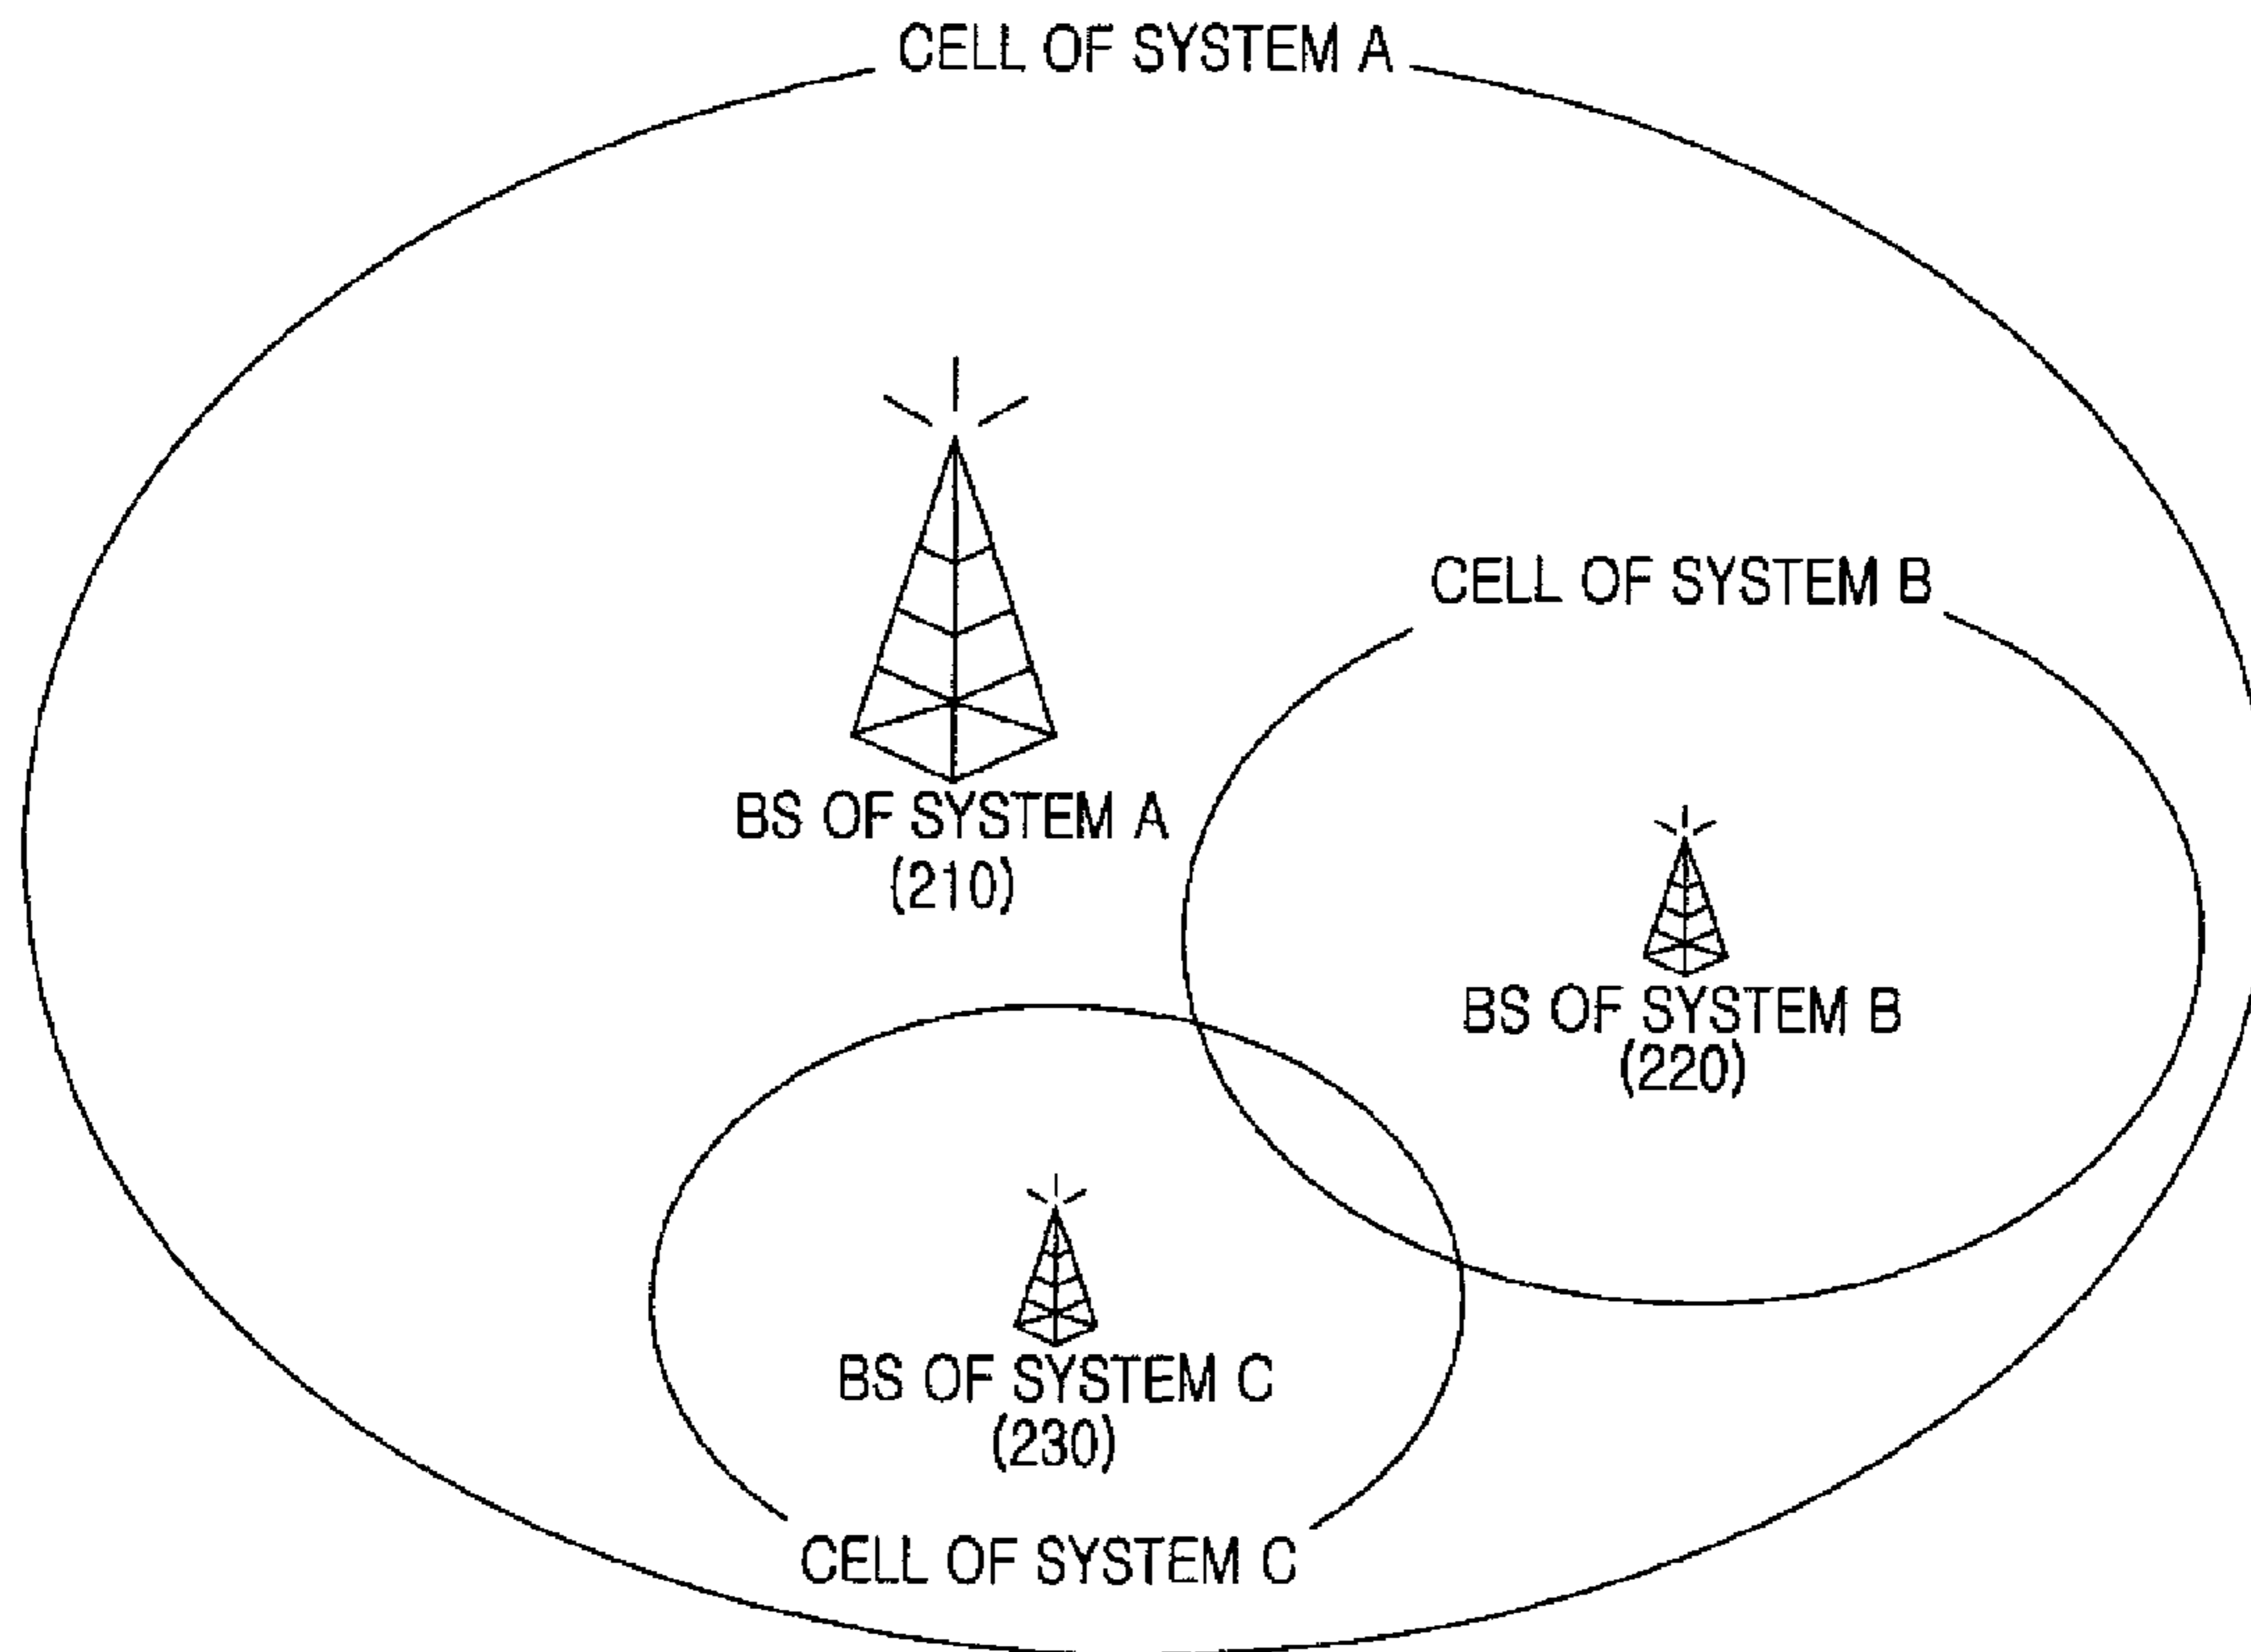 CELL OF SYSTEM A
CELL OF SYSTEM B
BS OF SYSTEM A
(210)
BS OF SYSTEM B
(220)
BS OF SYSTEM C
(230)
CELL OF SYSTEM C